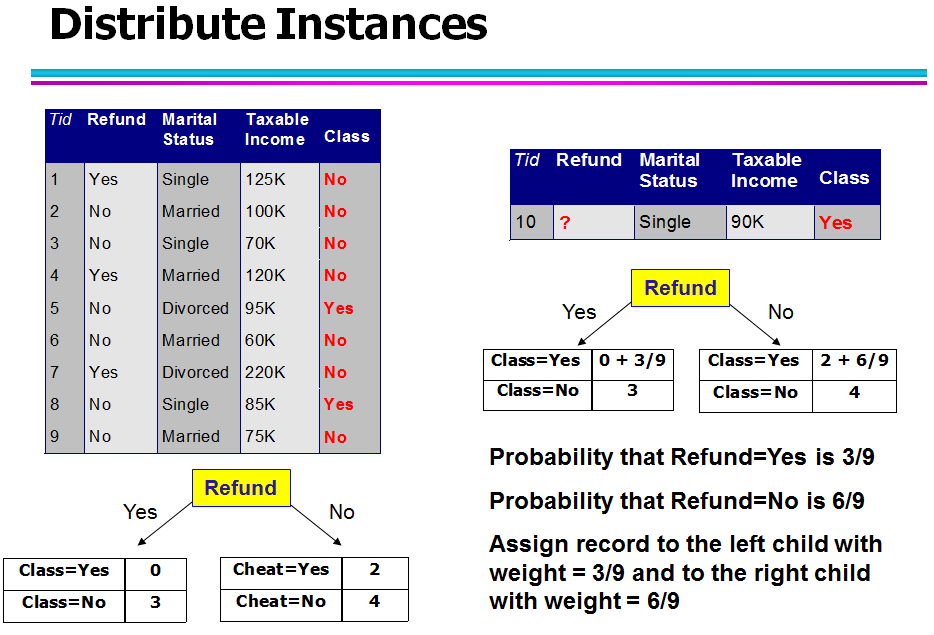 Distribute Instances
Tid Refund Marital Status Taxable Income Class
1 Yes Single 125K No
2 No Married 100K No
3 No Single 70K No
4 Yes Married 120K No
5 No Divorced 95K Yes
6 No Married 60K No
7 Yes Divorced 220K No
8 No Single 85K Yes
9 No Married 75K No
Refund
Yes No
Class=Yes 0
Class=No 3
Cheat=Yes 2
Cheat=No 4
Tid Refund Marital Status Taxable Income Class
10 ? Single 90K Yes
Refund
Yes No
Class=Yes 0 + 3/9
Class=No 3
Class=Yes 2 + 6/9
Class=No 4
Probability that Refund=Yes is 3/9
Probability that Refund=No is 6/9
Assign record to the left child with
weight = 3/9 and to the right child
with weight = 6/9